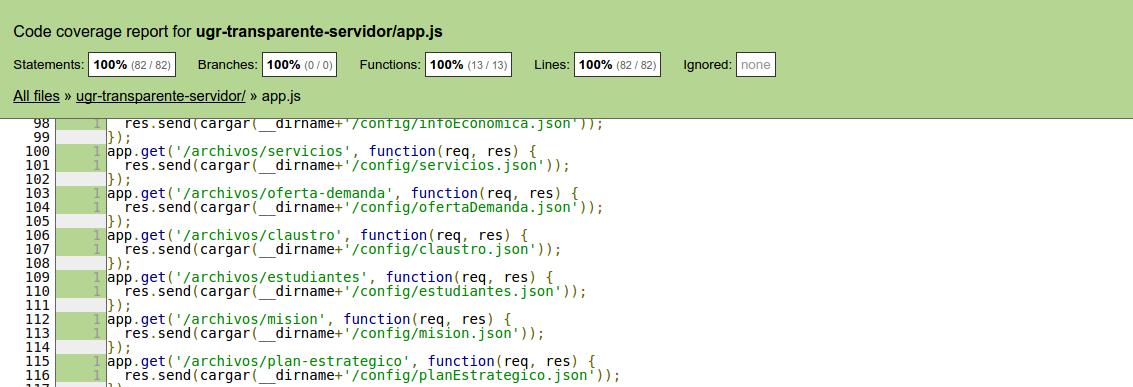 Code coverage report for ugr-transparente-servidor/app.js
Statements: 100% (82 / 82) Branches: 100% (0 / 0) Functions: 100% (13 / 13) Lines: 100% (82 / 82) Ignored: none
All files » ugr-transparente-servidor/ » app.js
98 1 res.send(cargar(__dirname+'/config/infoEconomica.json'));
99 });
100 1 app.get('/archivos/servicios', function(req, res) {
101 1 res.send(cargar(__dirname+'/config/servicios.json'));
102 });
103 1 app.get('/archivos/oferta-demanda', function(req, res) {
104 1 res.send(cargar(__dirname+'/config/ofertaDemanda.json'));
105 });
106 1 app.get('/archivos/claustro', function(req, res) {
107 1 res.send(cargar(__dirname+'/config/claustro.json'));
108 });
109 1 app.get('/archivos/estudiantes', function(req, res) {
110 1 res.send(cargar(__dirname+'/config/estudiantes.json'));
111 });
112 1 app.get('/archivos/mision', function(req, res) {
113 1 res.send(cargar(__dirname+'/config/mision.json'));
114 });
115 1 app.get('/archivos/plan-estrategico', function(req, res) {
116 1 res.send(cargar(__dirname+'/config/planEstrategico.json'));
117 })